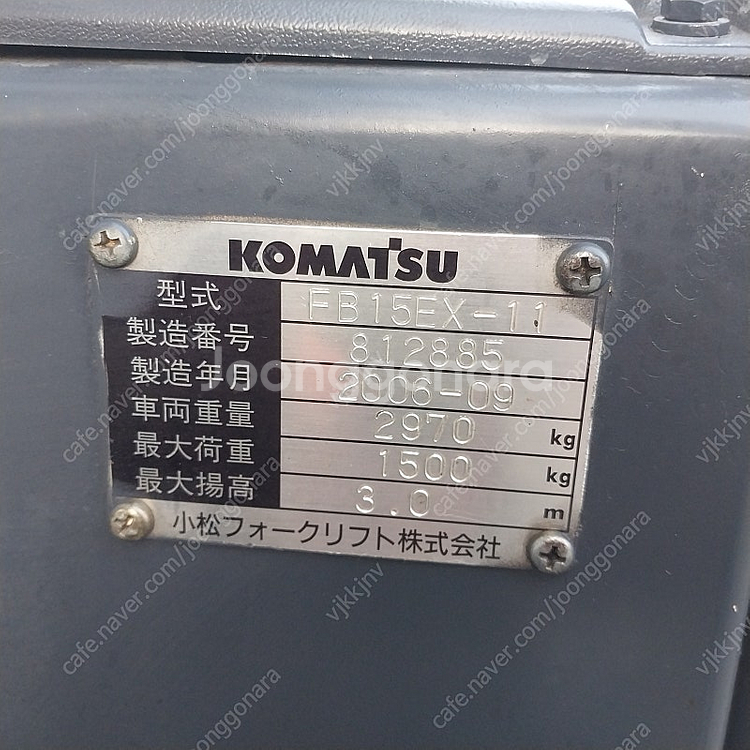 KOMATSU
型式 FB15EX-11
製造番号 812885
製造年月 2006-09
車両重量 2970 kg
最大荷重 1500 kg
最大揚高 3.0 m
小松フォークリフト株式会社
Joonggonara
cafe.naver.com/joonggonara
vjkkjnv